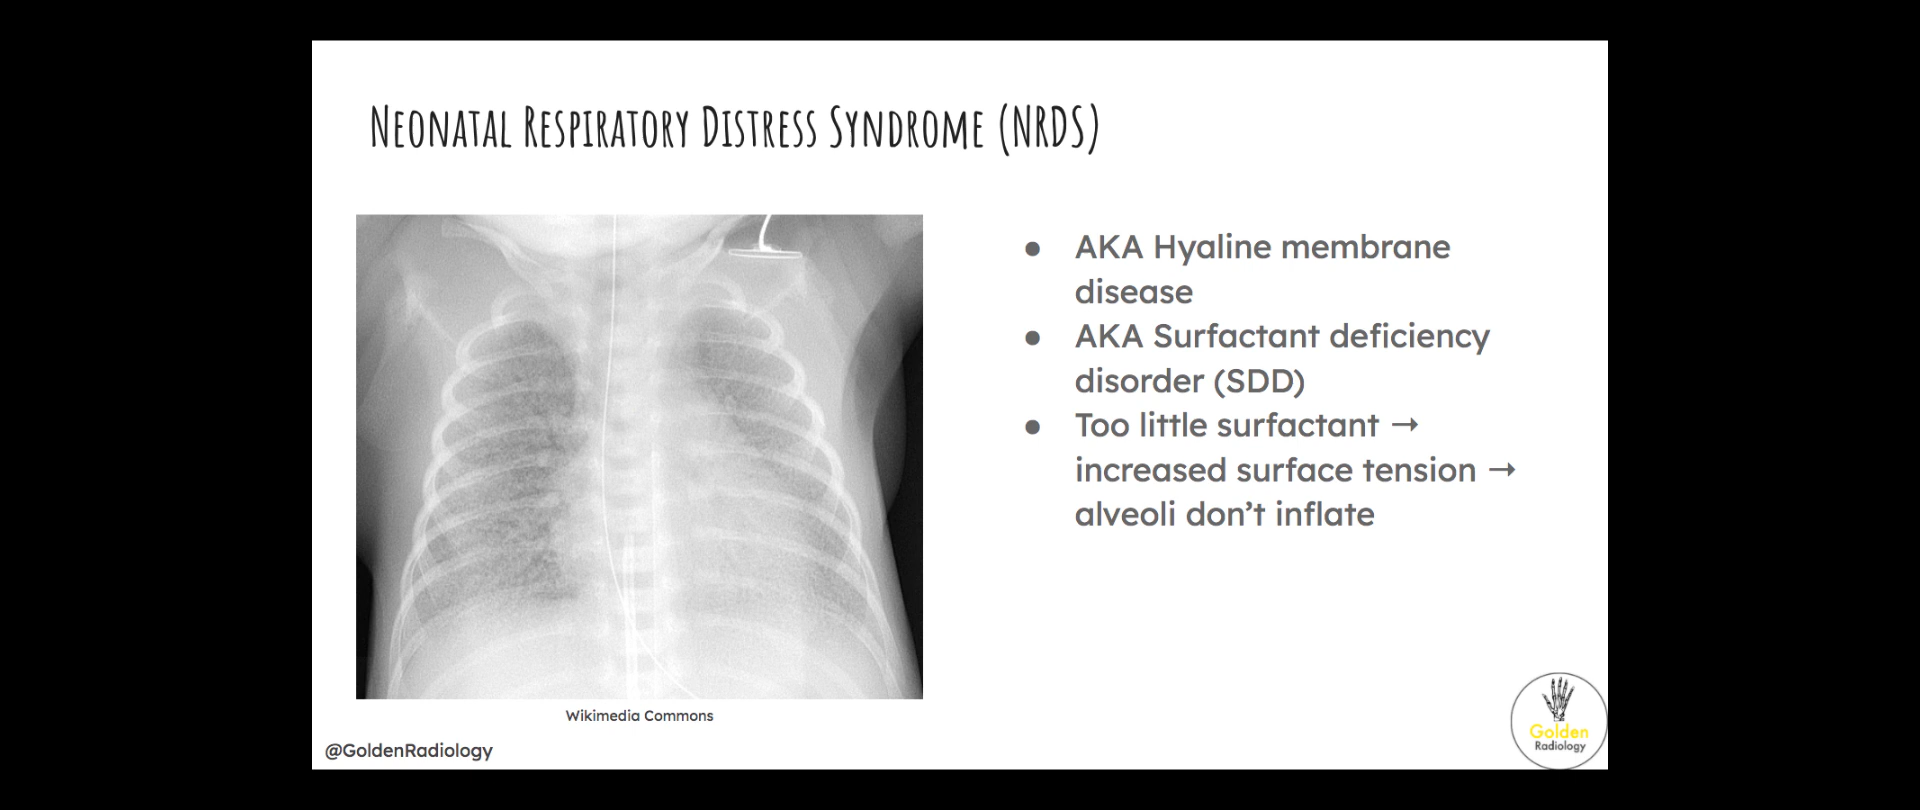 Neonatal Respiratory Distress Syndrome (NRDS)
● AKA Hyaline membrane
disease
● AKA Surfactant deficiency
disorder (SDD)
● Too little surfactant →
increased surface tension →
alveoli don’t inflate
Wikimedia Commons
@GoldenRadiology
Golden
Radiology